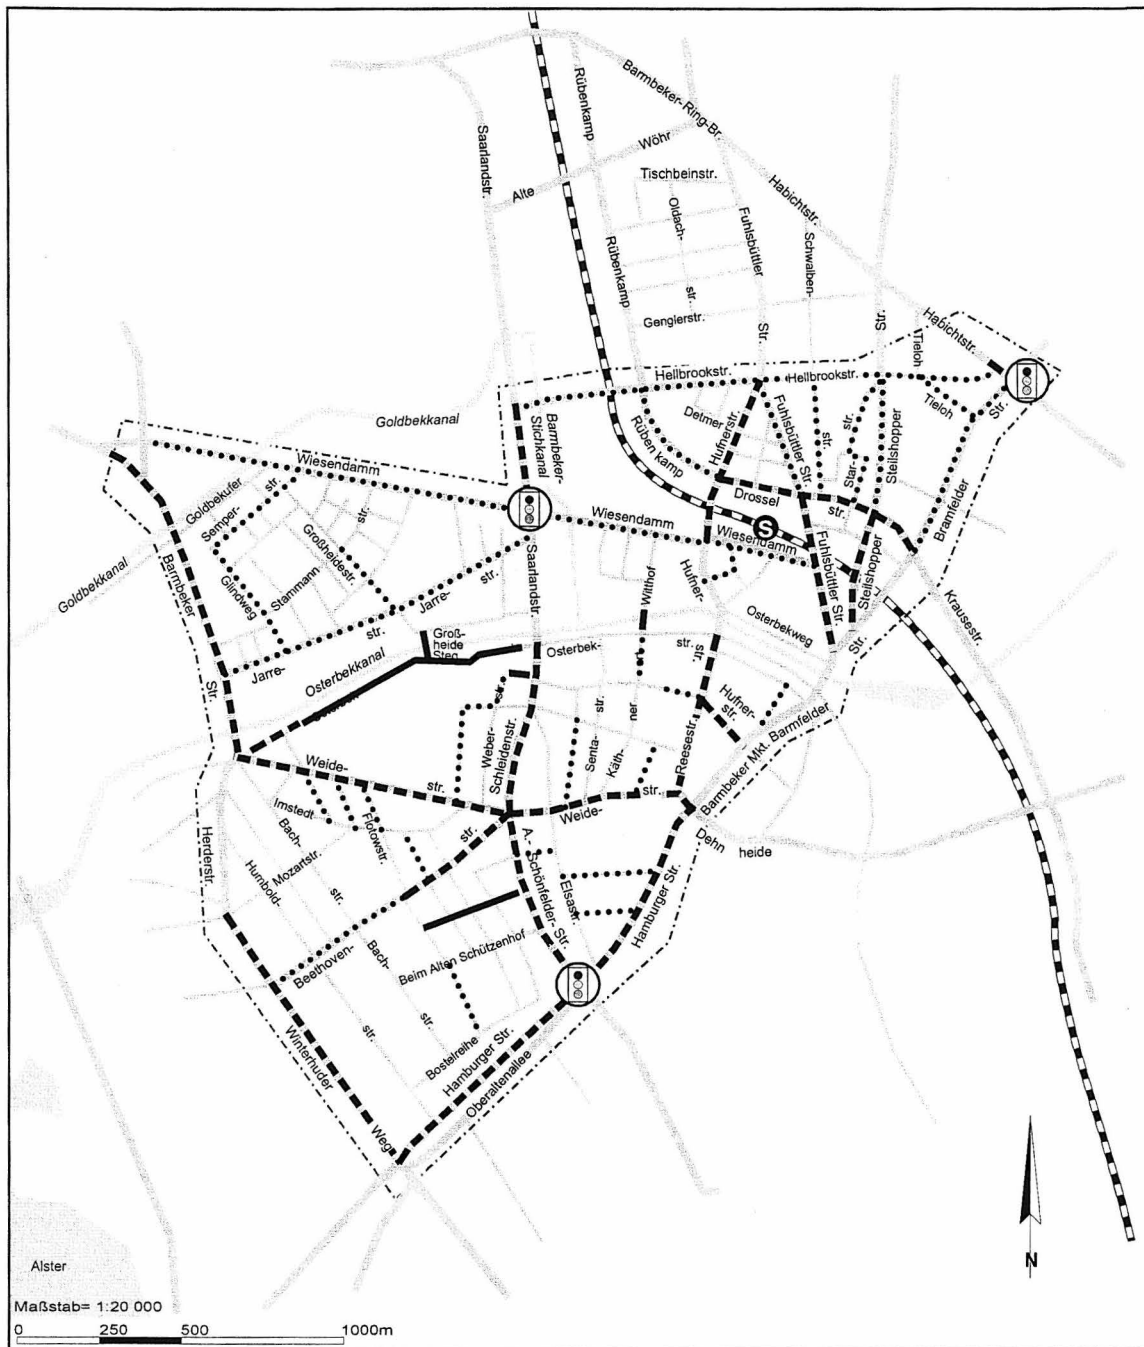 Barmbeker-Ring-Br.
Rübenkamp
Saarlandstr.
Wöhr
Alte
Tischbeinstr.
Habichtstr.
Oldach-
Fuhlsbüttler
Schwalben-
Rübenkamp
str.
Genglerstr.
Str.
Str.
Habichtstr.
Tieloh
Hellbrookstr.
Hellbrookstr.
Tieloh
Str.
Goldbekkanal
Barmbeker-
Stichkanal
Detmer
Hufnerstr.
Fuhlsbüttler Str.
str.
str.
Star-
Steilshopper
Rüben kamp
Wiesendamm
Drossel
str.
Bramfelder
Goldbekufer
Semper-
str.
str.
Großheidestr.
Wiesendamm
S
Wiesendamm
Goldbekkanal
Barmbeker
Glindweg
Stammann
Jarre-
str.
Saarlandstr.
Witthof
Hufner-
Fuhlsbüttler Str.
Steilshopper
Krausestr.
Osterbekweg
Str.
str.
Jarre-
Groß-
heide
Steg
Osterbekkanal
Osterbek-
str.
str.
Str.
str.
Weber-
Schleidenstr.
str.
Senta-
ner
Käth-
Reesestr.
Hufner-
str.
Barmbeker Mkt.
Barmfelder
Weide-
str.
Weide-
str.
Dehn
heide
Herderstr.
Imstedt
Bach-
Flotowstr.
str.
A.-
Schönfelder-
Str.
Elsastr.
Hamburger Str.
Mozartstr.
Humbold-
str.
Beethoven-
Bach-
Beim Alten Schützenhof
str.
str.
Winterhuder
Weg
Bostelreihe
Hamburger Str.
Oberaltenallee
N
Alster
Maßstab= 1:20 000
0 250 500 1000m